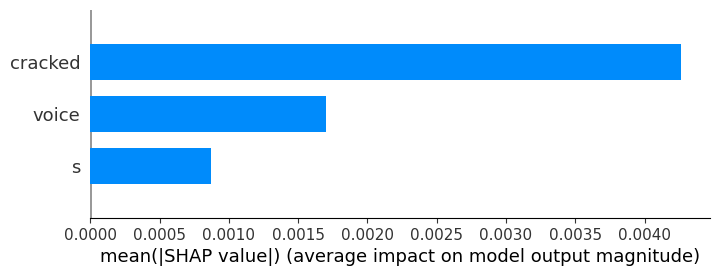 cracked
voice
s
0.0000 0.0005 0.0010 0.0015 0.0020 0.0025 0.0030 0.0035 0.0040
mean(|SHAP value|) (average impact on model output magnitude)